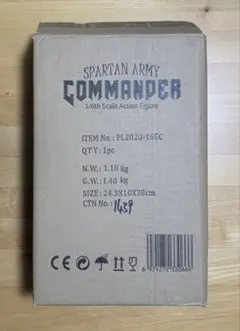 SPARTAN ARMY
COMMANDER
1/6th Scale Action Figure
ITEM No : PL2020-165C
QTY : 1pc
N.W.: 1.10 kg
G.W.: 1.40 kg
SIZE: 24.3X10X38cm
CTN No.: 1439
CE